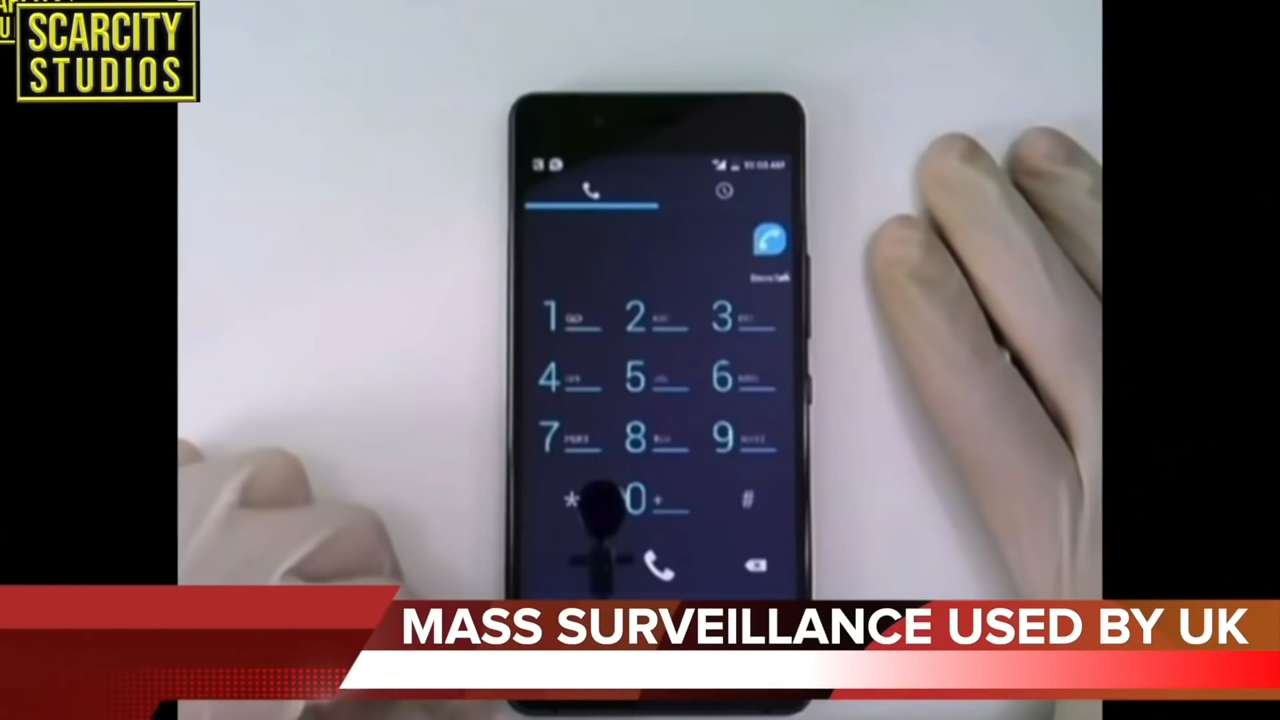 SCARCITY
STUDIOS
1 2 3
4 5 6
7 8 9
* 0 + #
MASS SURVEILLANCE USED BY UK